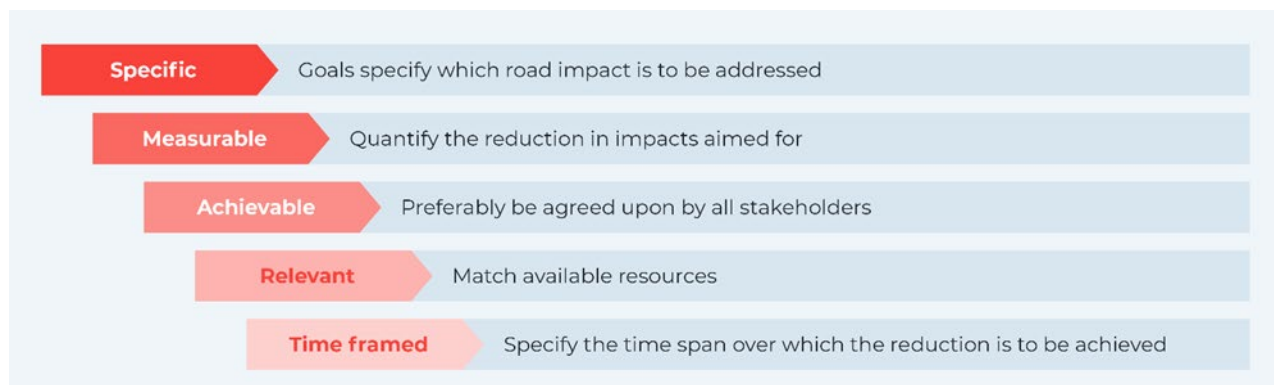 Specific Goals specify which road impact is to be addressed
Measurable Quantify the reduction in impacts aimed for
Achievable Preferably be agreed upon by all stakeholders
Relevant Match available resources
Time framed Specify the time span over which the reduction is to be achieved